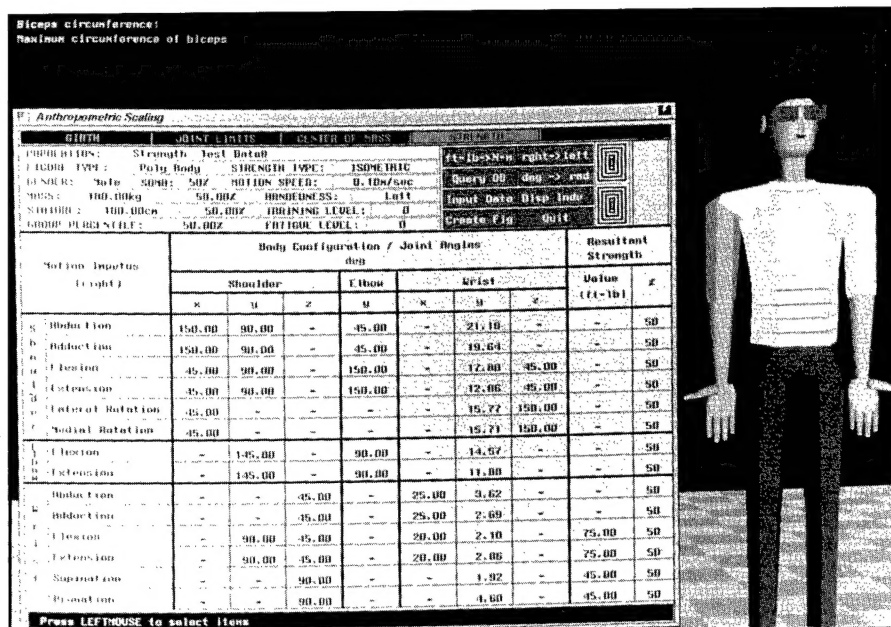 Biceps circumference:
Maximum circumference of biceps
Anthropometric Scaling
GIRTH JOINT LIMITS CENTER OF MASS STRENGTH
POPULATION: Strength Test Data0
FIGURE TYPE: Poly Body STRENGTH TYPE: ISOMETRIC
GENDER: Male SOMA: 50% MOTION SPEED: 0.10m/sec
MASS: 100.00kg 50.00% HANDEDNESS: Left
STATURE: 100.00cm 50.00% TRAINING LEVEL: 0
GROUP PERCENTILE: 50.00% FATIGUE LEVEL: 0
ft-lb->N-m rght->left
Query DB deg -> rad
Input Data Disp Indv
Create Fig Quit
Motion Impetus
(right)
Body Configuration / Joint Angles
deg
Resultant
Strength
Shoulder Elbow Wrist Value
(ft-lb) %
x y z y x y z
Abduction 150.00 90.00 - 45.00 - 21.10 - - 50
Adduction 150.00 90.00 - 45.00 - 19.64 - - 50
Flexion 45.00 90.00 - 150.00 - 45.00 - 50
Extension 45.00 90.00 - 150.00 - 12.06 45.00 - 50
Lateral Rotation 45.00 - - - - 15.77 150.00 - 50
Medial Rotation 45.00 - - - - 15.71 150.00 - 50
Flexion - 145.00 - 90.00 - 14.57 - - 50
Extension - 145.00 - 90.00 - - - 50
Abduction - - 45.00 - 25.00 3.62 - - 50
Adduction - - 45.00 - 25.00 2.69 - - 50
Flexion - 90.00 45.00 - 20.00 2.10 - 75.00 50
Extension - 90.00 45.00 - 20.00 - 75.00 50
Supination - - 90.00 - - - 45.00 50
Pronation - - 90.00 - - 4.60 - 45.00 50
Press LEFTMOUSE to select items